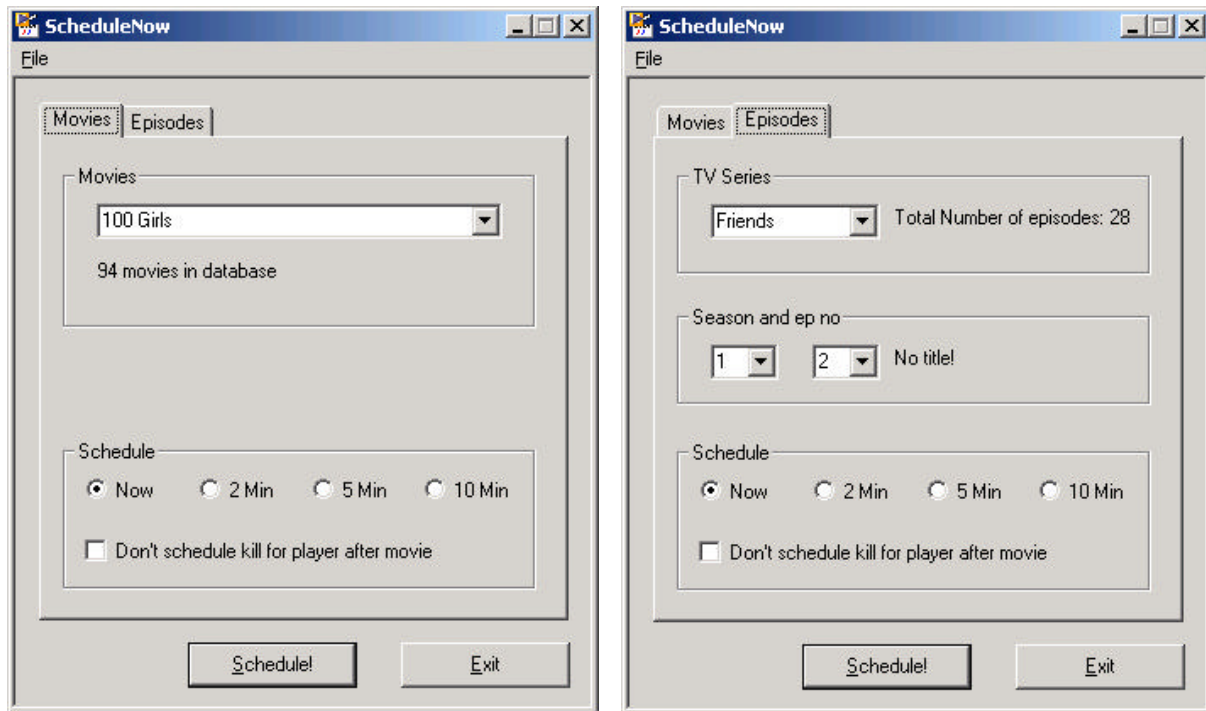 ScheduleNow
File
Movies Episodes
Movies
100 Girls
94 movies in database
Schedule
Now 2 Min 5 Min 10 Min
Don't schedule kill for player after movie
Schedule! Exit
ScheduleNow
File
Movies Episodes
TV Series
Friends Total Number of episodes: 28
Season and ep no
1 2 No title!
Schedule
Now 2 Min 5 Min 10 Min
Don't schedule kill for player after movie
Schedule! Exit